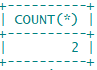 +----------+
| COUNT(*) |
+----------+
|        2 |